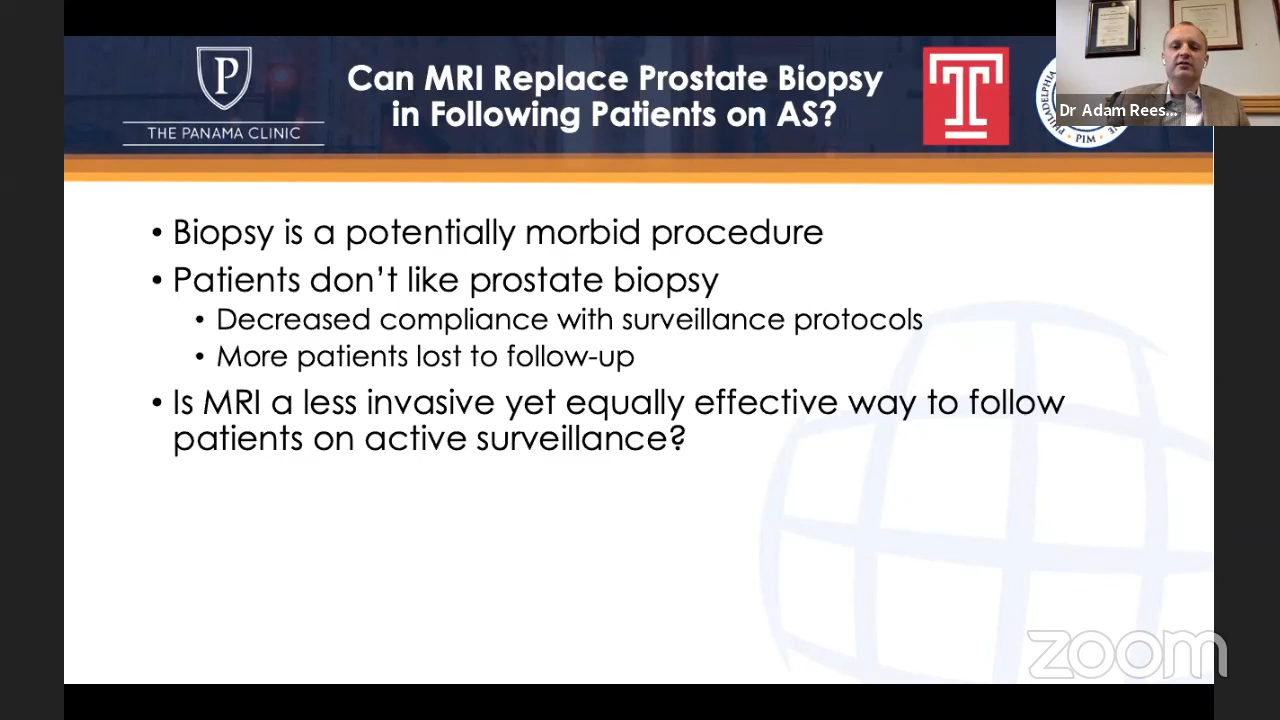 P
THE PANAMA CLINIC
Can MRI Replace Prostate Biopsy
in Following Patients on AS?
T
PHILADELPHIA
PIM
Dr Adam Rees...
• Biopsy is a potentially morbid procedure
• Patients don't like prostate biopsy
• Decreased compliance with surveillance protocols
• More patients lost to follow-up
• Is MRI a less invasive yet equally effective way to follow
patients on active surveillance?
zoom